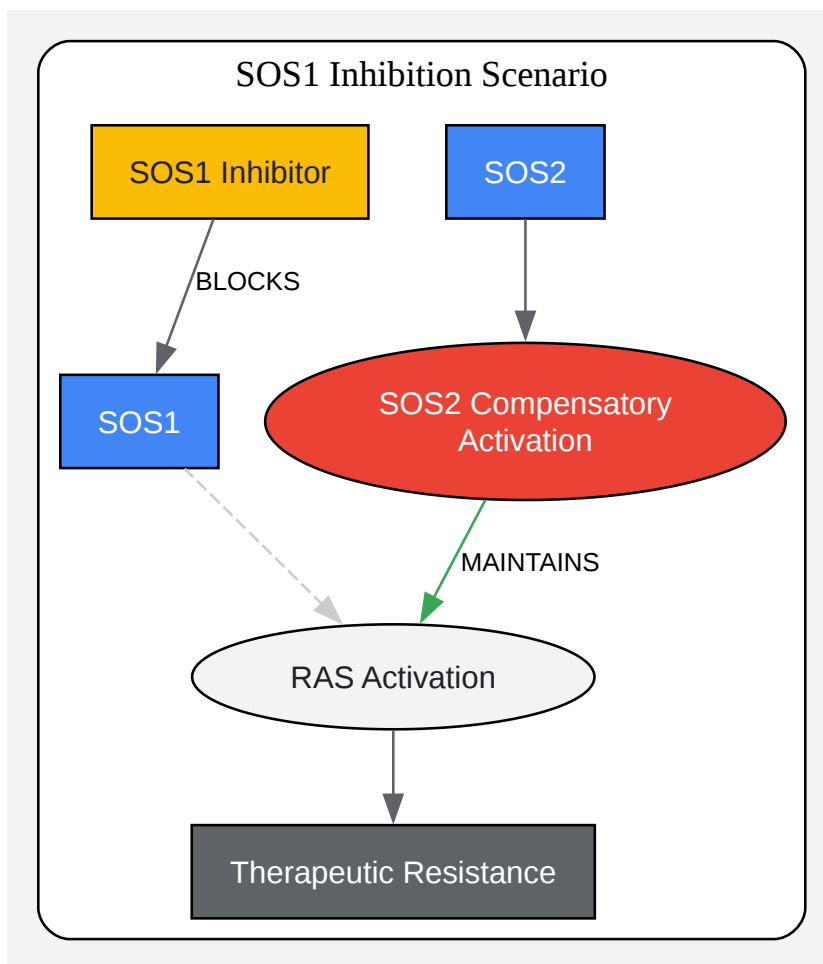 SOS1 Inhibition Scenario
SOS1 Inhibitor
SOS2
BLOCKS
SOS1
SOS2 Compensatory
Activation
MAINTAINS
RAS Activation
Therapeutic Resistance